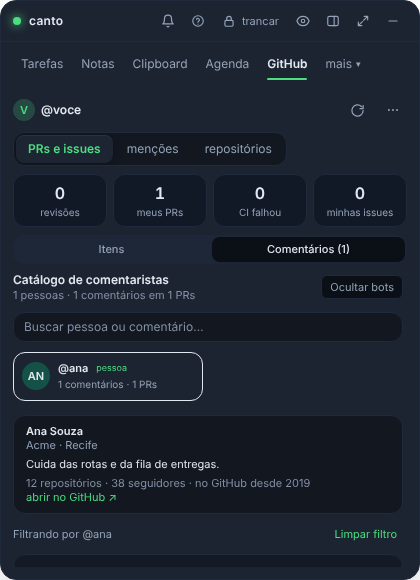 canto
trancar
Tarefas Notas Clipboard Agenda GitHub mais ▾
V @voce
PRs e issues menções repositórios
0 1 0 0
revisões meus PRs CI falhou minhas issues
Itens Comentários (1)
Catálogo de comentaristas
1 pessoas · 1 comentários em 1 PRs
Ocultar bots
Buscar pessoa ou comentário...
AN @ana pessoa
1 comentários · 1 PRs
Ana Souza
Acme · Recife
Cuida das rotas e da fila de entregas.
12 repositórios · 38 seguidores · no GitHub desde 2019
abrir no GitHub ↗
Filtrando por @ana Limpar filtro